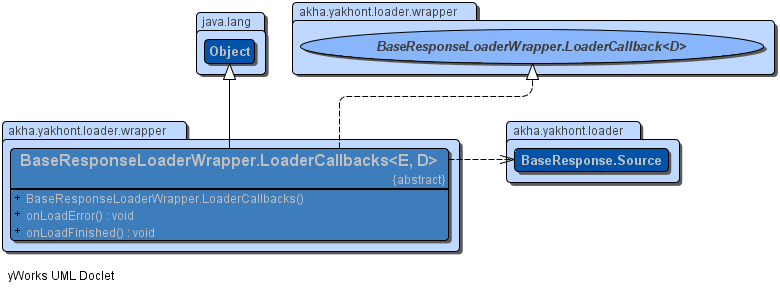 java.lang
Object
akha.yakhont.loader.wrapper
BaseResponseLoaderWrapper.LoaderCallback<D>
akha.yakhont.loader.wrapper
BaseResponseLoaderWrapper.LoaderCallbacks<E, D>
{abstract}
+ BaseResponseLoaderWrapper.LoaderCallbacks()
+ onLoadError() : void
+ onLoadFinished() : void
akha.yakhont.loader
BaseResponse.Source
yWorks UML Doclet